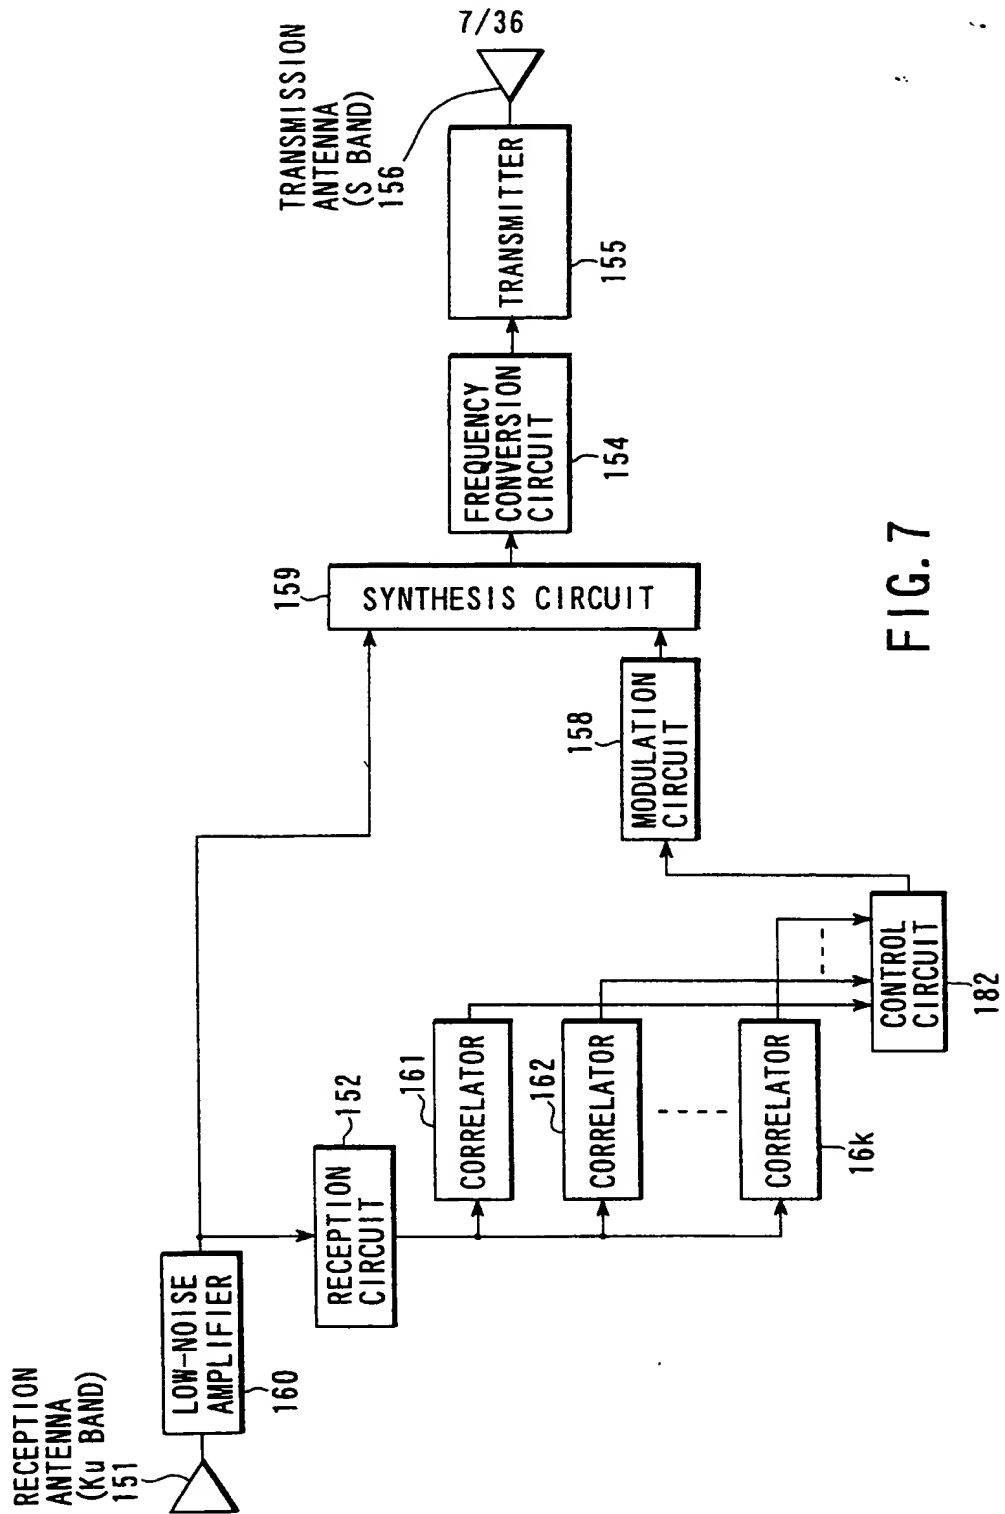 7/36
RECEPTION
ANTENNA
(Ku BAND)
151
LOW-NOISE
AMPLIFIER
160
RECEPTION
CIRCUIT
152
CORRELATOR
161
CORRELATOR
162
CORRELATOR
16k
CONTROL
CIRCUIT
182
MODULATION
CIRCUIT
158
SYNTHESIS CIRCUIT
159
FREQUENCY
CONVERSION
CIRCUIT
154
TRANSMITTER
155
TRANSMISSION
ANTENNA
(S BAND)
156
FIG. 7